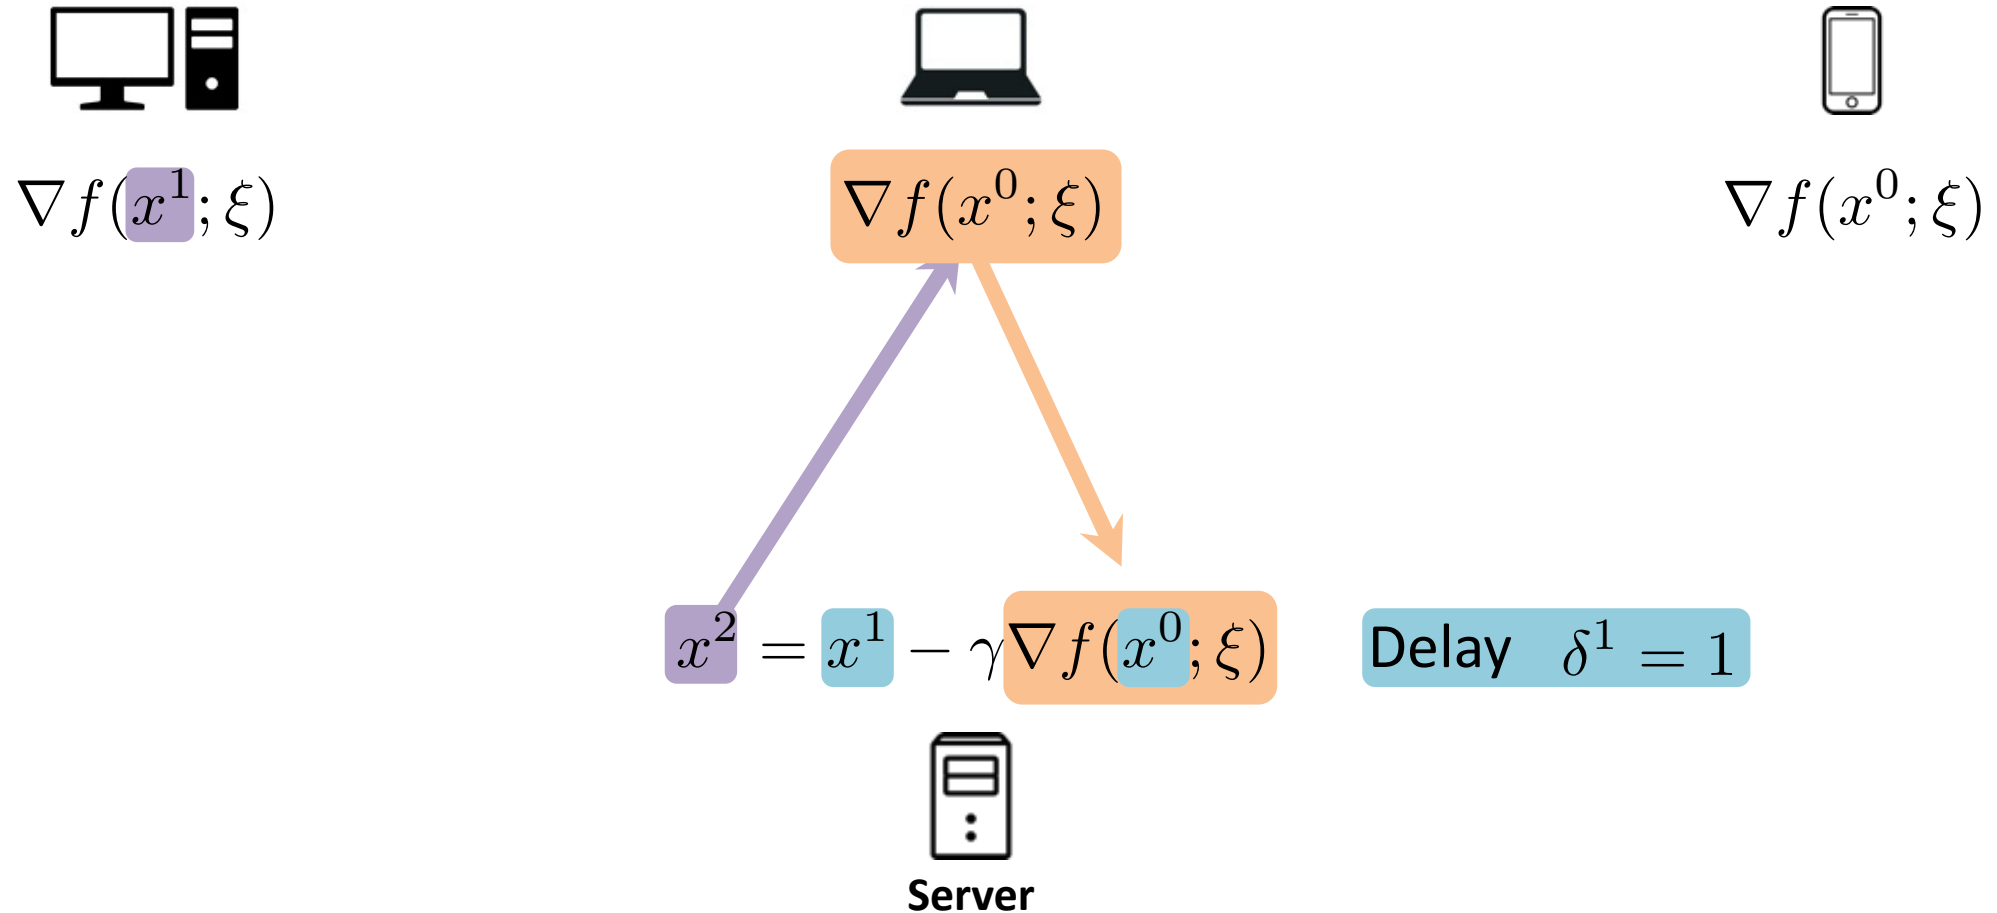 ∇f(x¹;ξ) ∇f(x⁰;ξ) ∇f(x⁰;ξ)
x² = x¹ − γ∇f(x⁰;ξ) Delay δ¹ = 1
Server